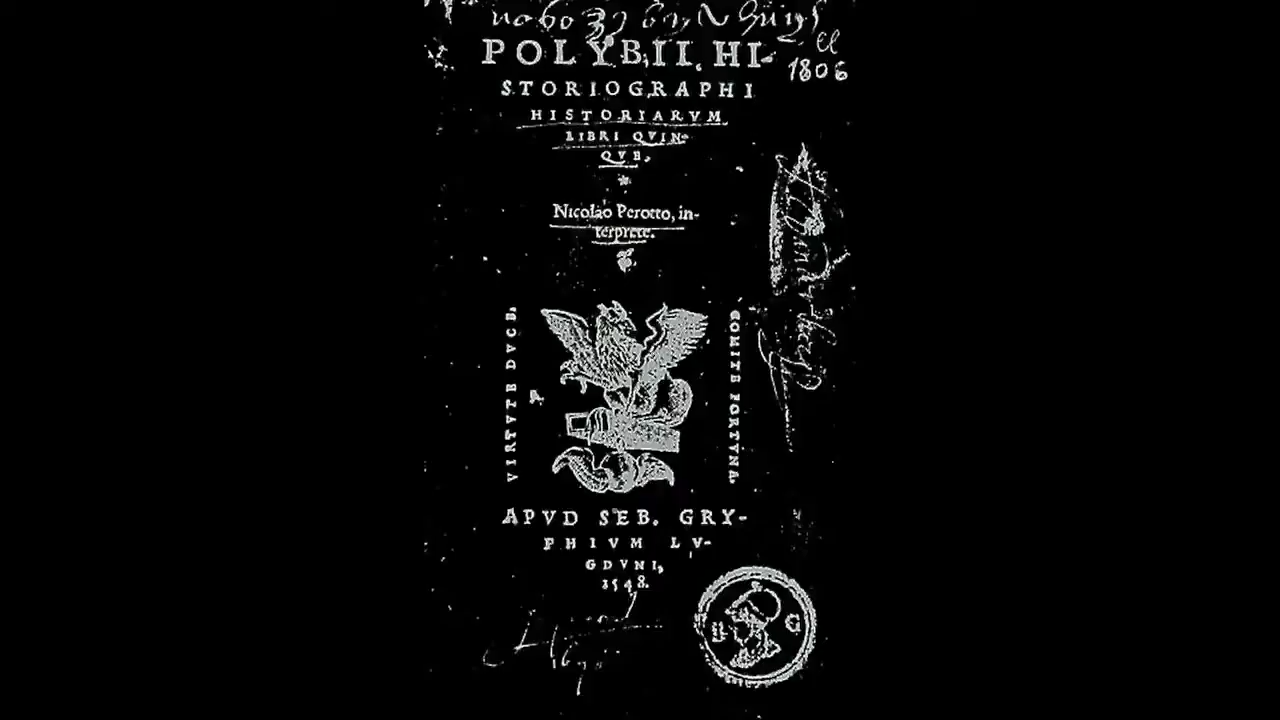 POLYBII, HI-
STORIOGRAPHI
HISTORIARVM
LIBRI QVIN-
QVE.
Nicolao Perotto, in-
terprete.
VIRTVTE DVCE,
COMITE FORTVNA.
APVD SEB. GRY-
PHIVM LV-
GDVNI,
1548.
1806
B G